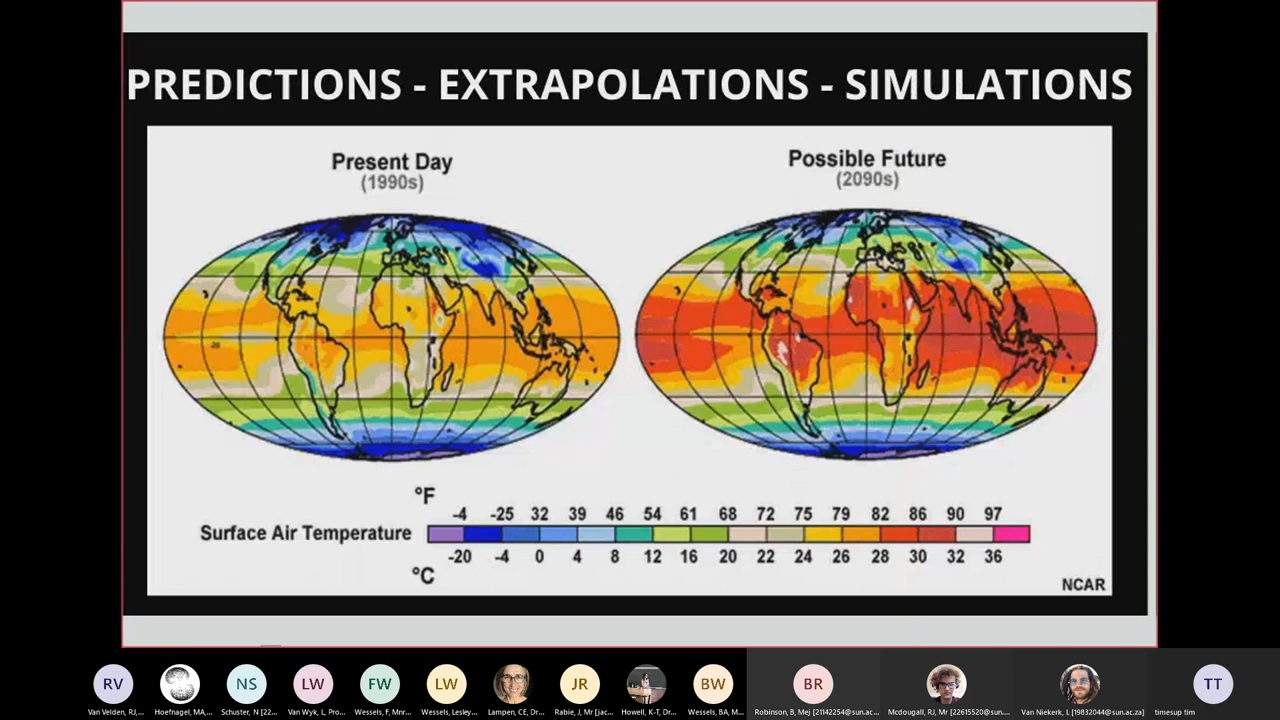 PREDICTIONS - EXTRAPOLATIONS - SIMULATIONS
Present Day
(1990s)
Possible Future
(2090s)
°F
-4 -25 32 39 46 54 61 68 72 75 79 82 86 90 97
Surface Air Temperature
-20 -4 0 4 8 12 16 20 22 24 26 28 30 32 36
°C
NCAR
RV NS LW FW LW JR BW BR TT
Van Velden, RJ,... Hoefnagel, MA,... Schuster, N [22... Van Wyk, L, Pro... Wessels, F, Mnr... Wessels, Lesley... Lampen, CE, Dr... Rabie, J, Mr [jac... Howell, K-T, Dr... Wessels, BA, M... Robinson, B, Mej [21142254@sun.ac... Mcdougall, RJ, Mr [22615520@sun.... Van Niekerk, L [19832044@sun.ac.za] timesup tim